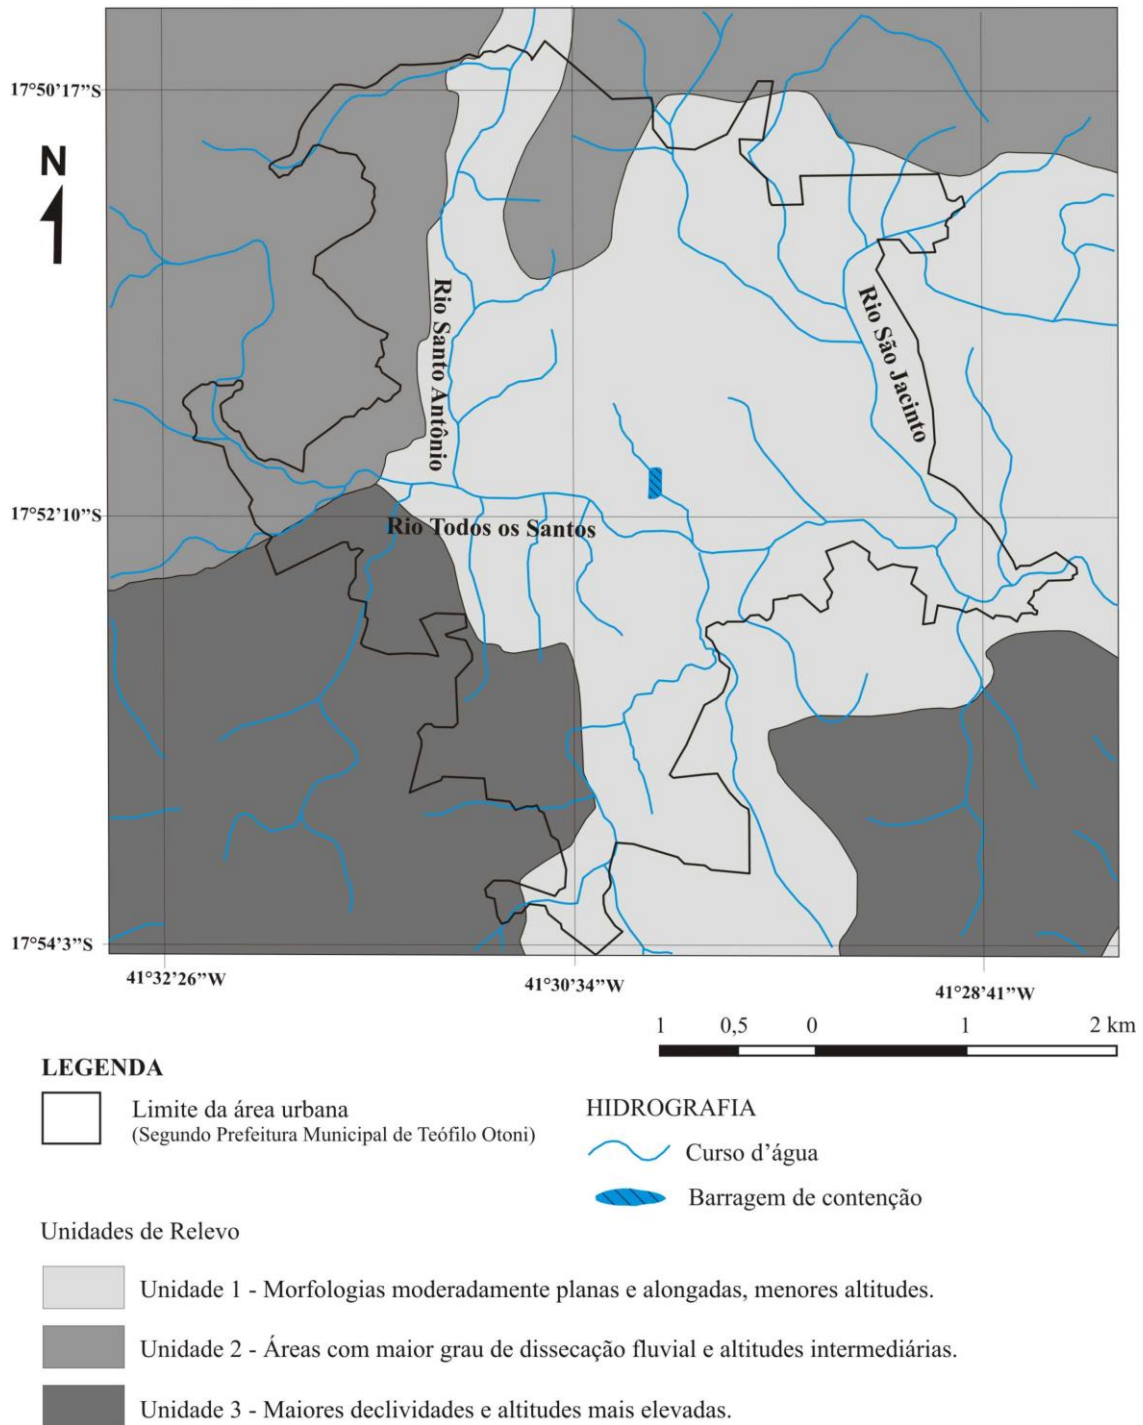 17°50'17”S
N
Rio Santo Antônio
Rio São Jacinto
17°52'10”S
Rio Todos os Santos
17°54'3”S
41°32'26”W
41°30'34”W
41°28'41”W
1 0,5 0 1 2 km
LEGENDA
Limite da área urbana
(Segundo Prefeitura Municipal de Teófilo Otoni)
HIDROGRAFIA
Curso d'água
Barragem de contenção
Unidades de Relevo
Unidade 1 - Morfologias moderadamente planas e alongadas, menores altitudes.
Unidade 2 - Áreas com maior grau de dissecação fluvial e altitudes intermediárias.
Unidade 3 - Maiores declividades e altitudes mais elevadas.